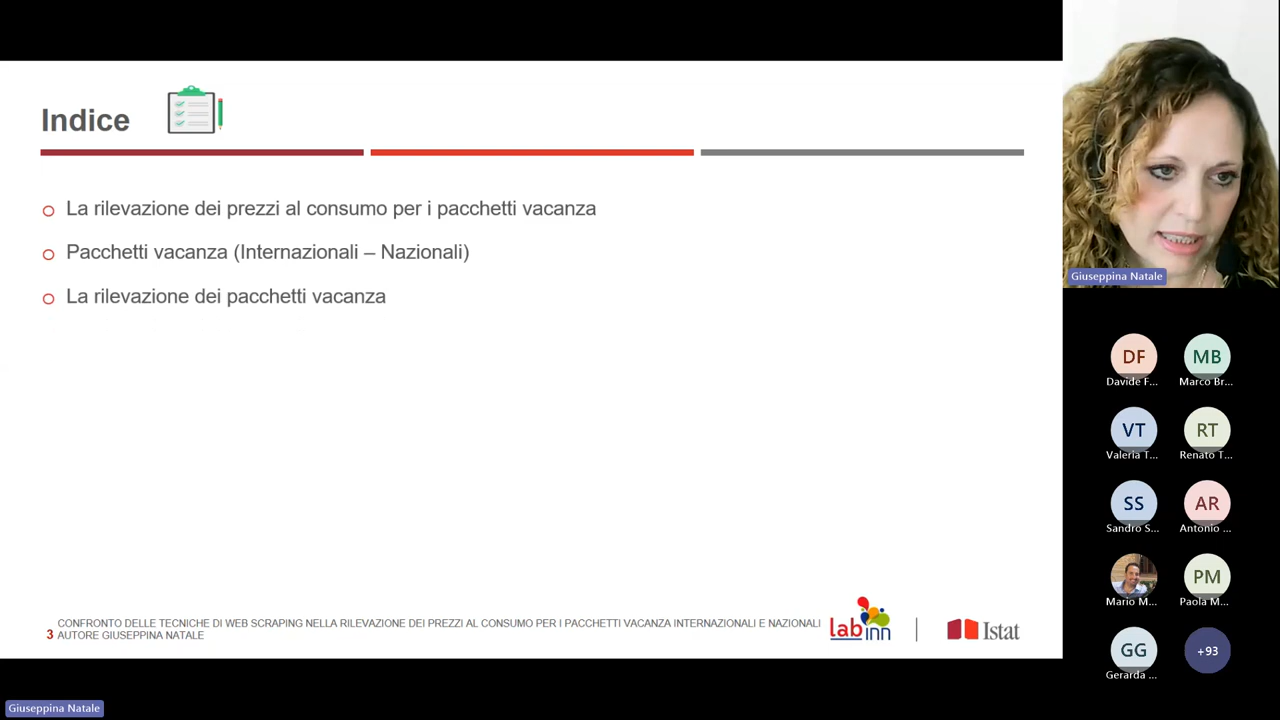 Indice
La rilevazione dei prezzi al consumo per i pacchetti vacanza
Pacchetti vacanza (Internazionali – Nazionali)
La rilevazione dei pacchetti vacanza
3 CONFRONTO DELLE TECNICHE DI WEB SCRAPING NELLA RILEVAZIONE DEI PREZZI AL CONSUMO PER I PACCHETTI VACANZA INTERNAZIONALI E NAZIONALI
AUTORE GIUSEPPINA NATALE
lab inn
Istat
Giuseppina Natale
DF
Davide F...
MB
Marco Br...
VT
Valeria T...
RT
Renato T...
SS
Sandro S...
AR
Antonio ...
Mario M...
PM
Paola M...
GG
Gerarda ...
+93
Giuseppina Natale